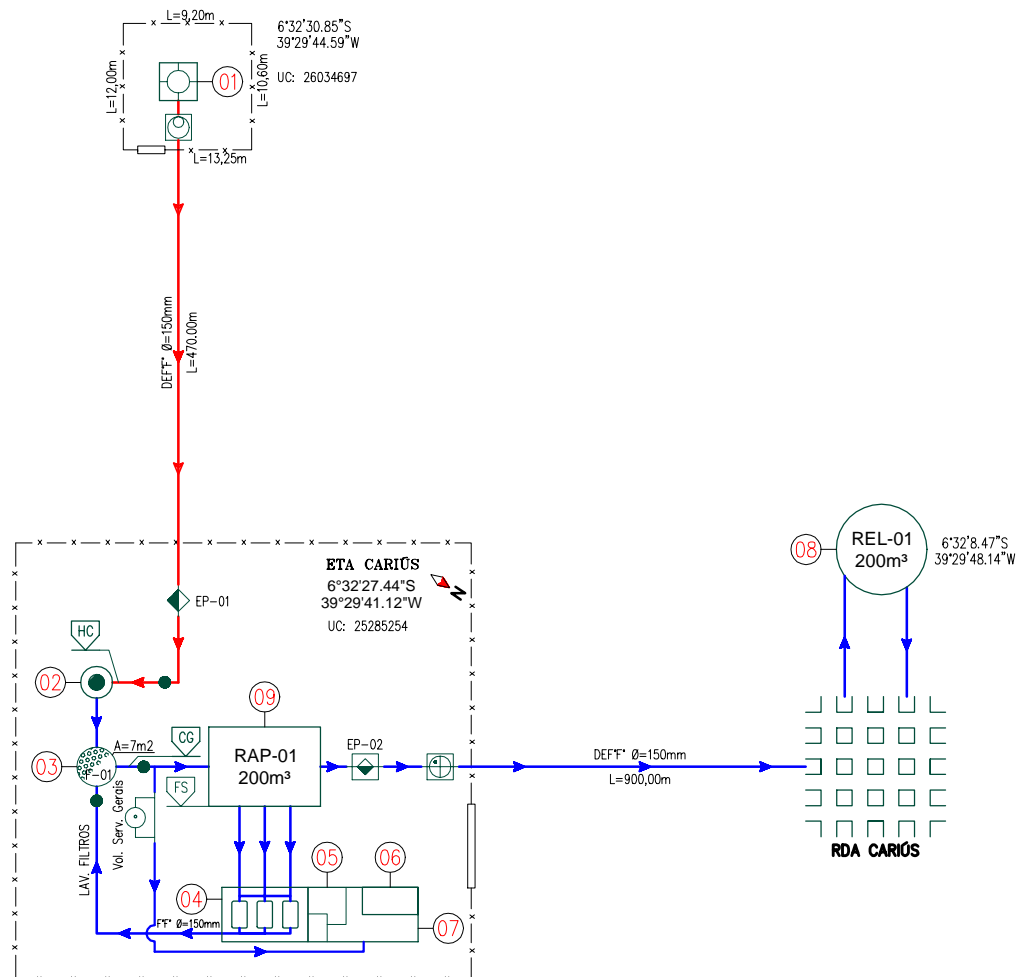 L=9,20m
6°32'30.85"S
39°29'44.59"W
UC: 26034697
01
L=12,00m
L=10,60m
L=13,25m
DEF°F° Ø=150mm
L=470.00m
ETA CARIÚS
6°32'27.44"S
39°29'41.12"W
UC: 25285254
N
EP-01
HC
02
REL-01
200m³
08
6°32'8.47"S
39°29'48.14"W
09
A=7m2
CG
03
F-01
RAP-01
200m³
EP-02
FS
DEF°F° Ø=150mm
L=900,00m
Vol. Serv. Gerais
LAV. FILTROS
RDA CARIÚS
05
06
04
07
F°F° Ø=150mm